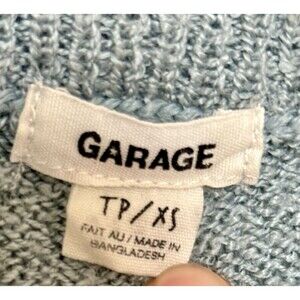 GARAGE
TP/XS
FAIT AU / MADE IN
BANGLADESH